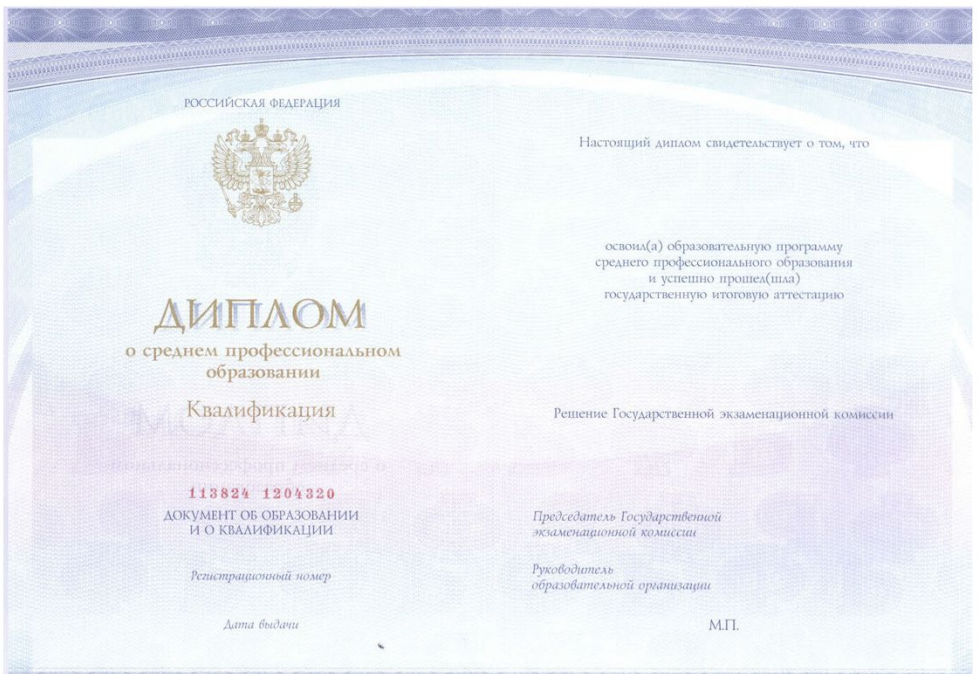 РОССИЙСКАЯ ФЕДЕРАЦИЯ
ДИПЛОМ
о среднем профессиональном
образовании
Квалификация
113824 1204320
ДОКУМЕНТ ОБ ОБРАЗОВАНИИ
И О КВАЛИФИКАЦИИ
Регистрационный номер
Дата выдачи
Настоящий диплом свидетельствует о том, что
освоил(а) образовательную программу
среднего профессионального образования
и успешно прошел(шла)
государственную итоговую аттестацию
Решение Государственной экзаменационной комиссии
Председатель Государственной
экзаменационной комиссии
Руководитель
образовательной организации
М.П.